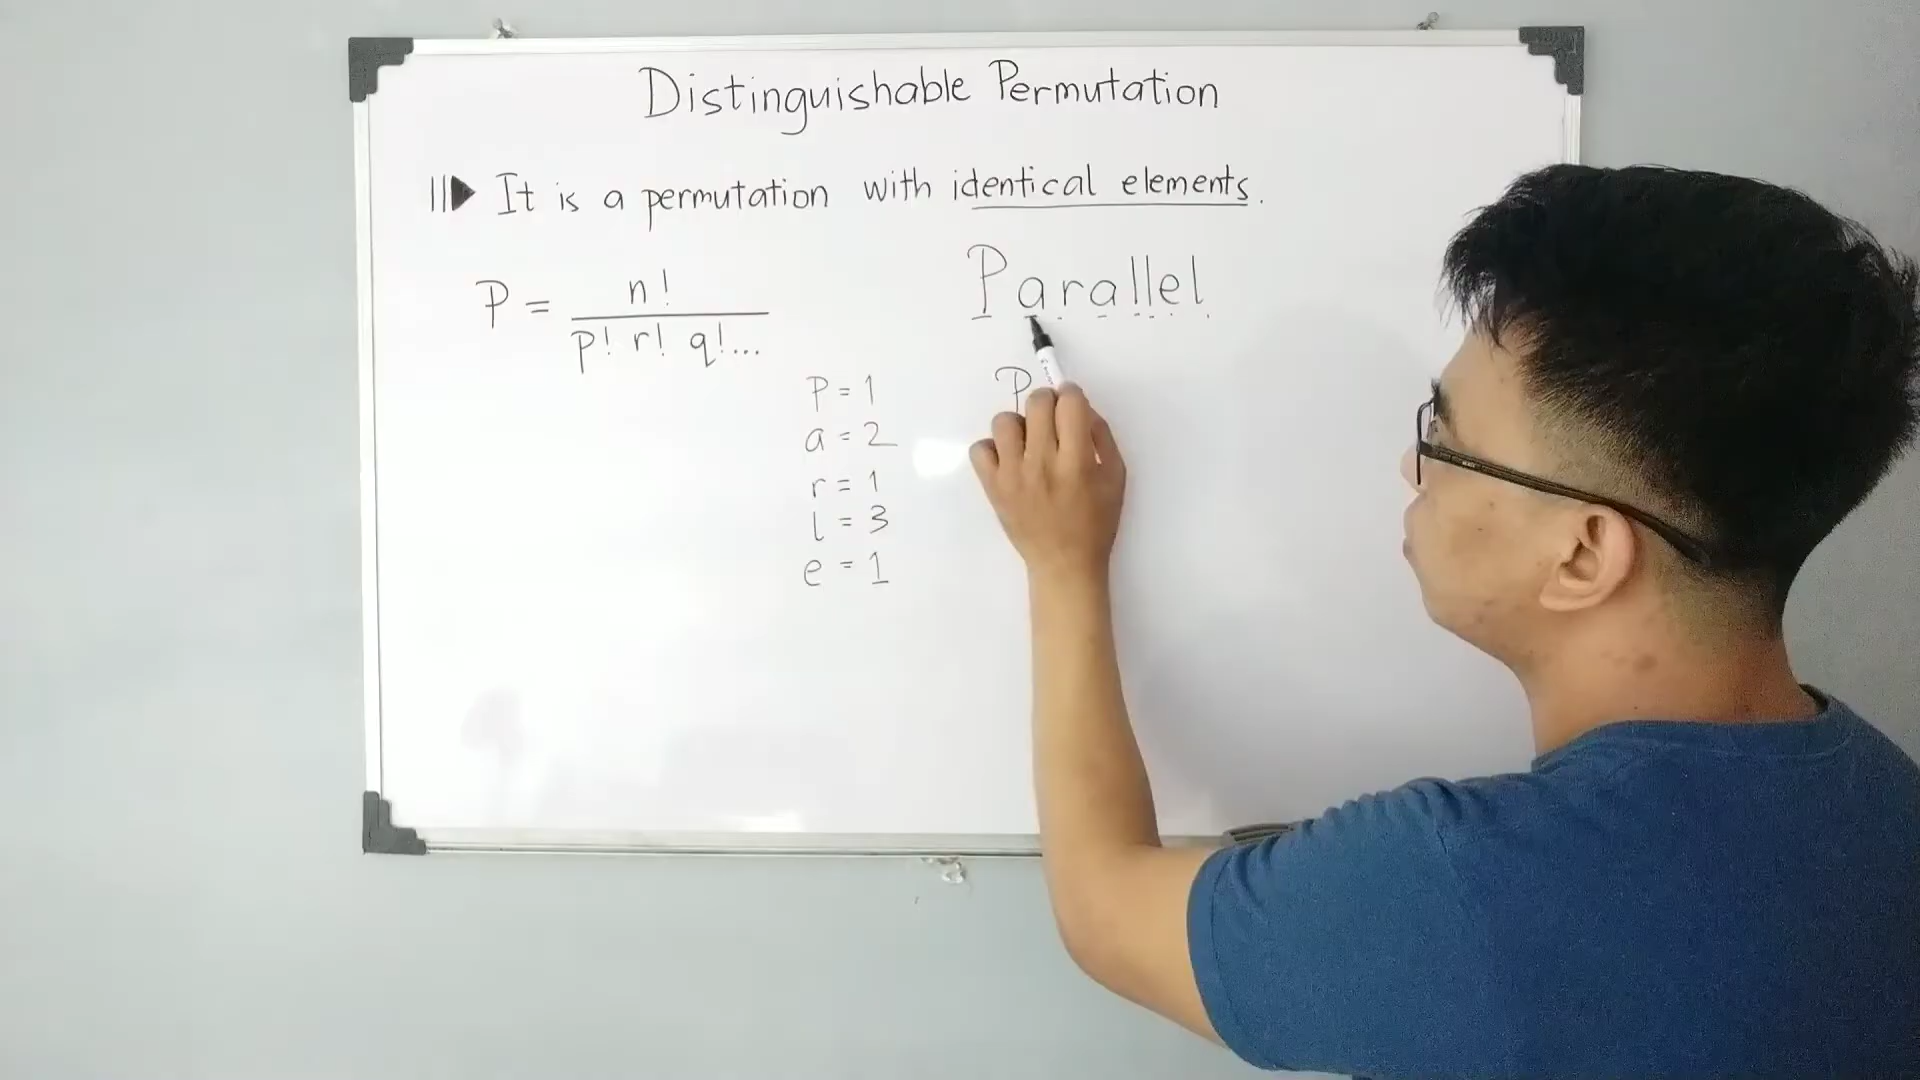 Distinguishable Permutation
It is a permutation with identical elements.
P = n! / p! r! q!...
Parallel
P = 1
a = 2
r = 1
l = 3
e = 1
P